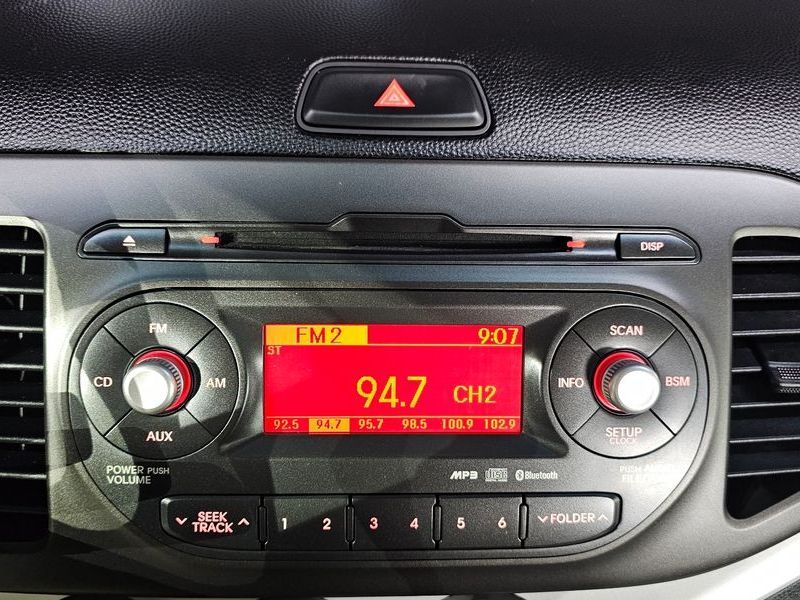 DISP
FM2 9:07
ST
94.7 CH2
92.5 94.7 95.7 98.5 100.9 102.9
FM
CD AM
AUX
SCAN
INFO BSM
SETUP
CLOCK
POWER PUSH
VOLUME
MP3 Bluetooth
PUSH
FILE
SEEK
TRACK
1 2 3 4 5 6
FOLDER